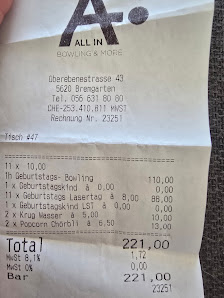 A.
ALL IN
BOWLING & MORE
Oberebenestrasse 43
5620 Bremgarten
Tel. 056 631 80 80
CHE-253.410.811 MWST
Rechnung Nr. 23251
Tisch #47
11 x 10,00
1h Geburtstags- Bowling 110,00
1 x Geburtstagskind à 0,00 0,00
11 x Geburtstags Lasertag à 8,00 88,00
1 x Geburtstagskind LST à 0,00 0,00
2 x Krug Wasser à 5,00 10,00
2 x Popcorn Chörbli à 6,50 13,00
Total 221,00
MwSt 8,1% 1,72
MwSt 0% 0,00
Bar 221,00
23251